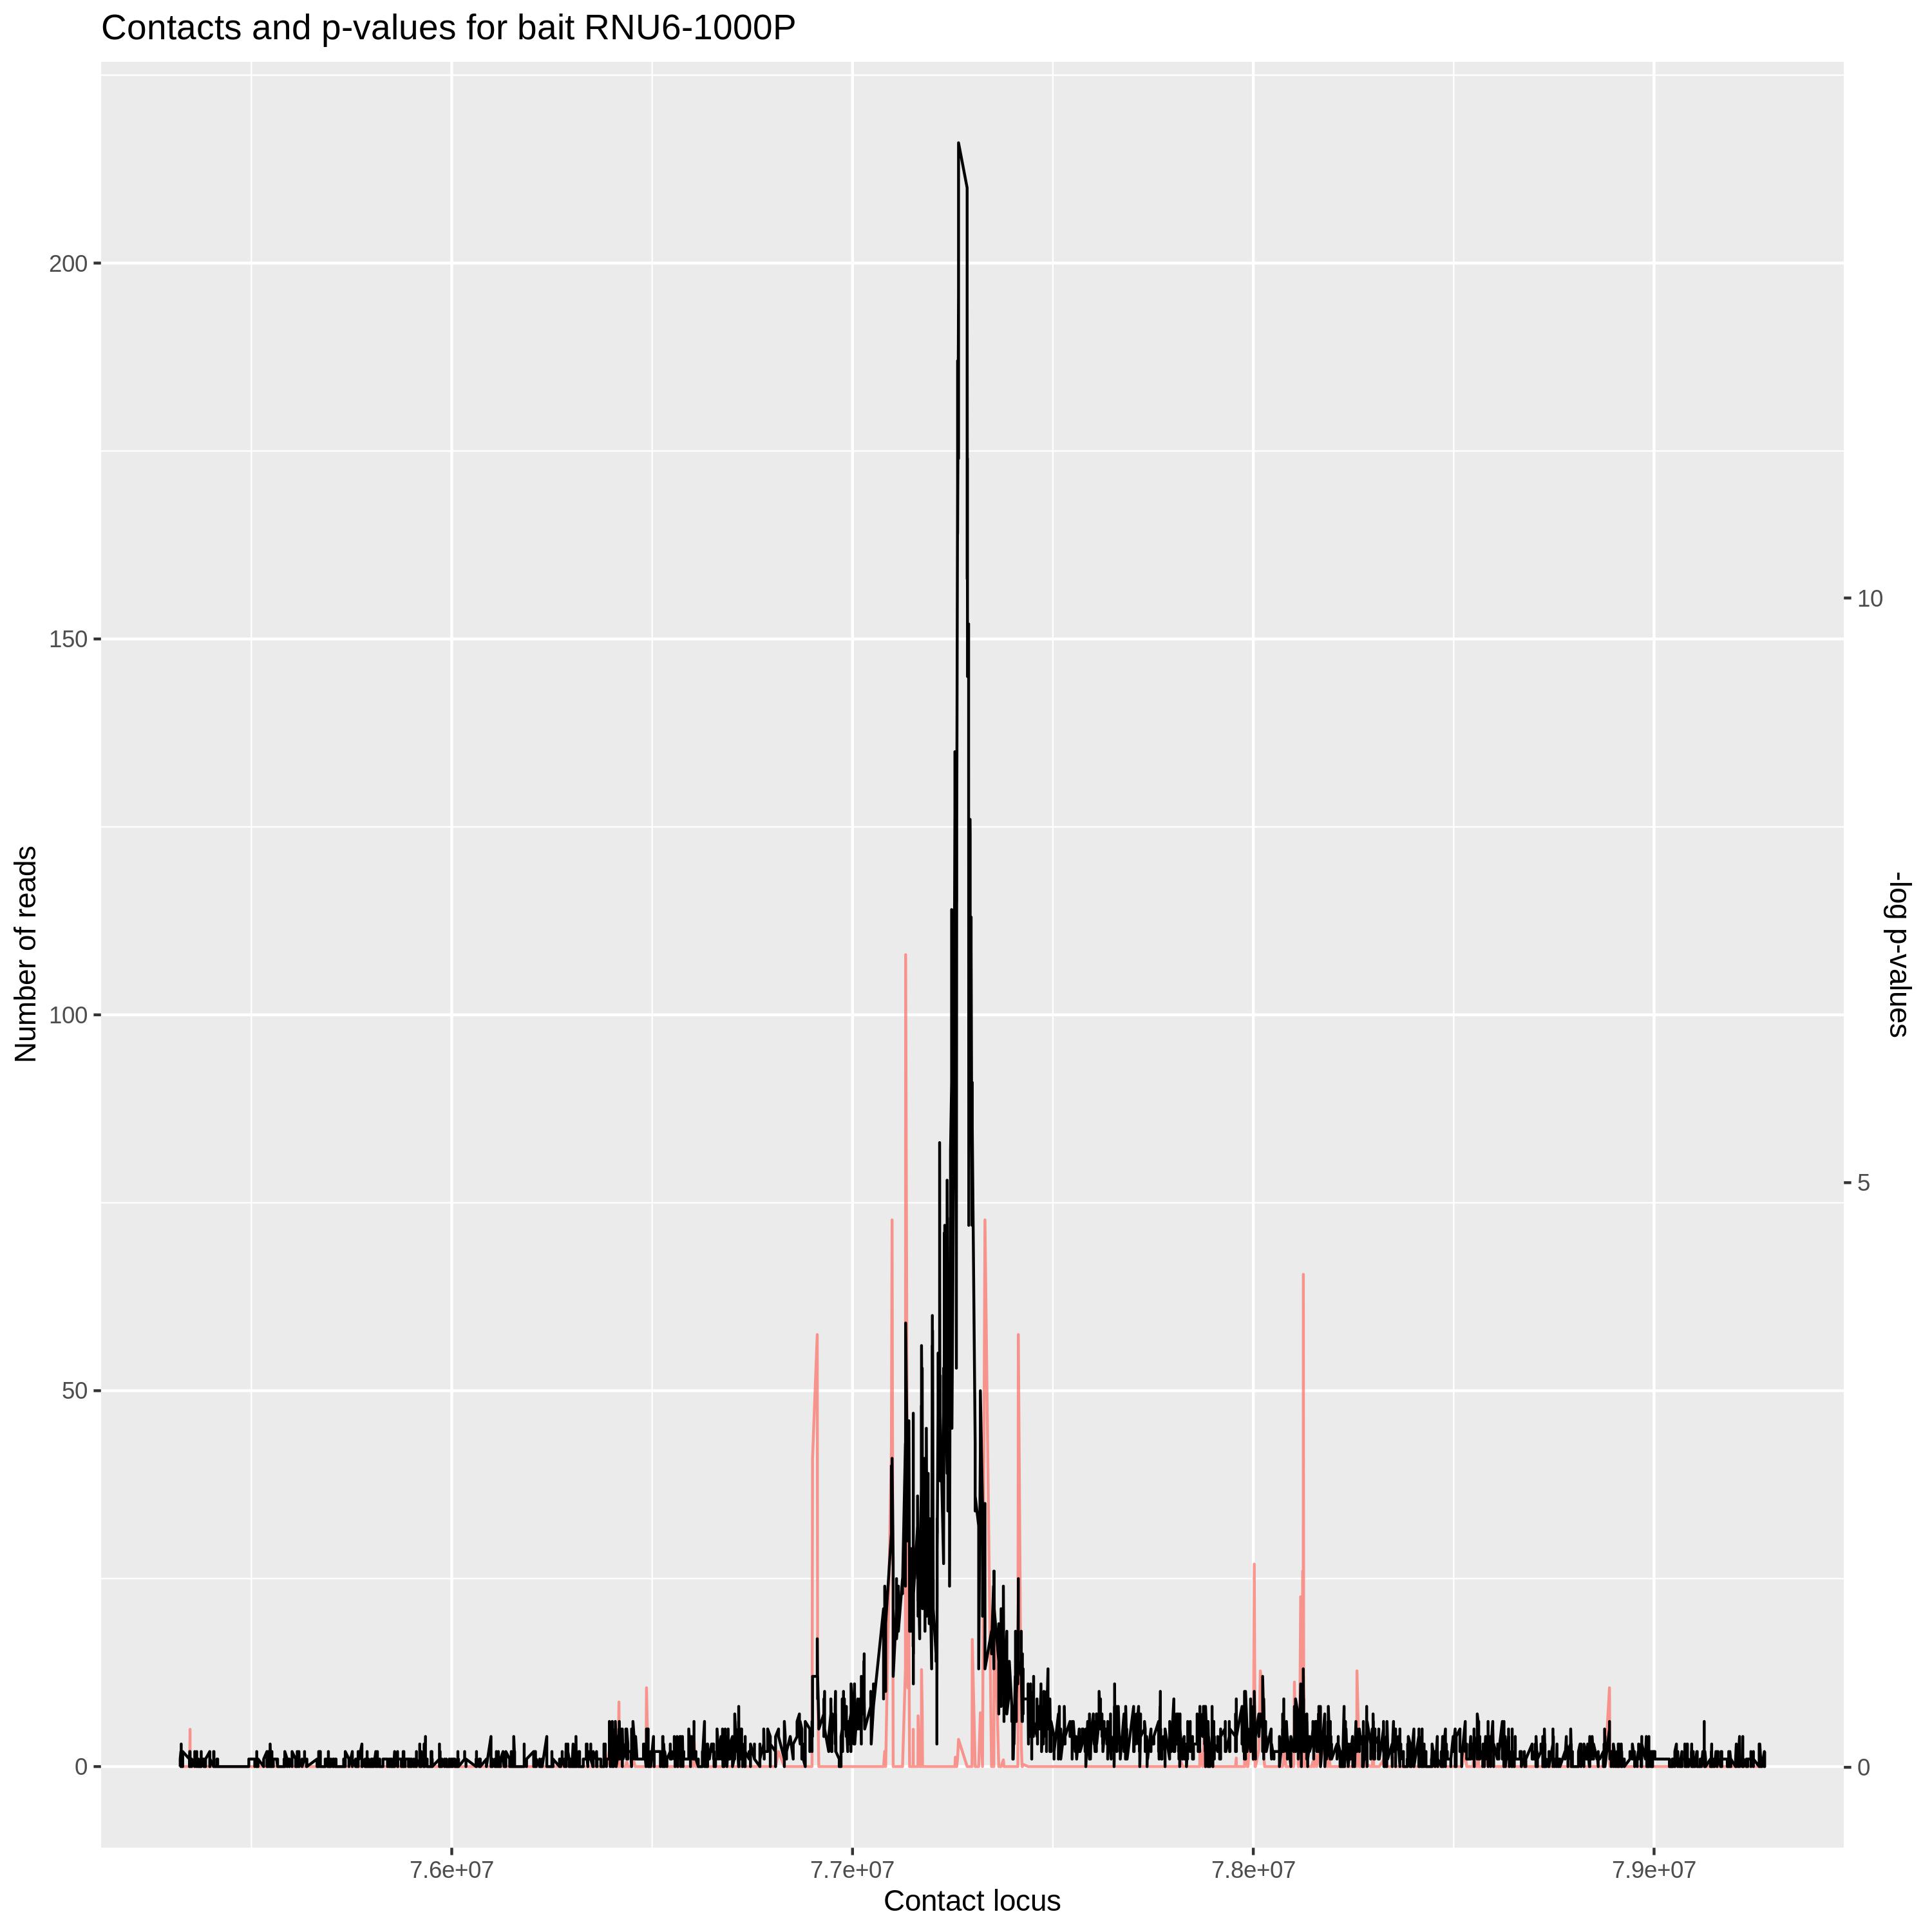 Contacts and p-values for bait RNU6-1000P
200
150
100
50
0
Number of reads
10
5
0
-log p-values
7.6e+07
7.7e+07
7.8e+07
7.9e+07
Contact locus